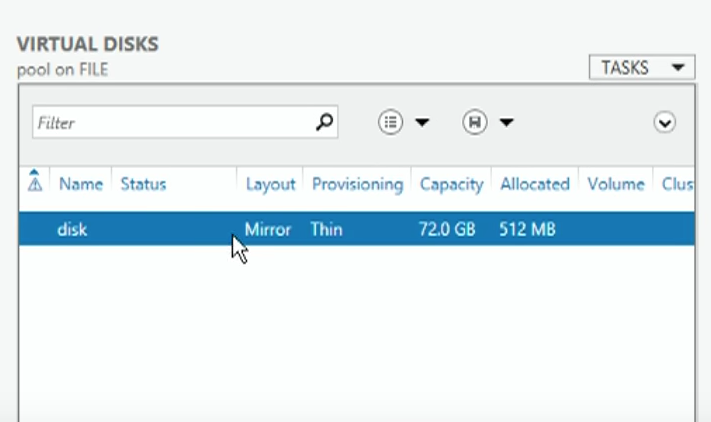 VIRTUAL DISKS
pool on FILE
TASKS
Filter
Name Status Layout Provisioning Capacity Allocated Volume Clus
disk Mirror Thin 72.0 GB 512 MB